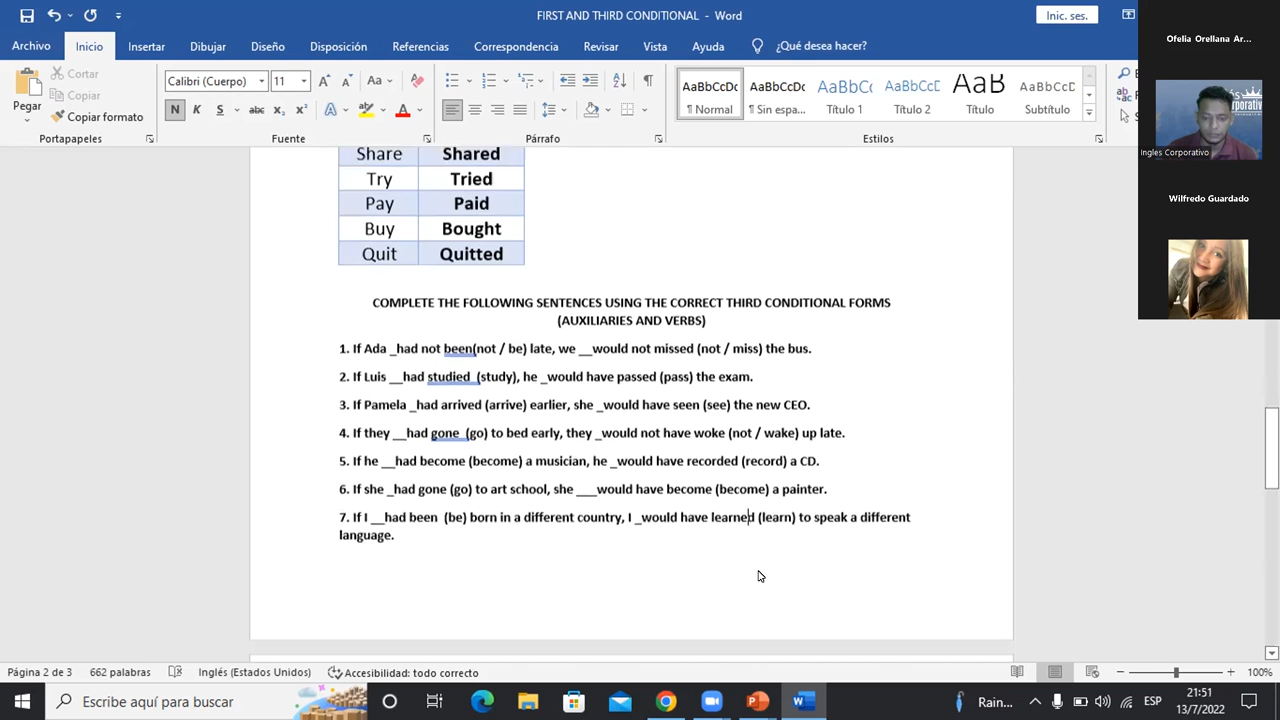 FIRST AND THIRD CONDITIONAL - Word
Inic. ses.
Archivo Inicio Insertar Dibujar Diseño Disposición Referencias Correspondencia Revisar Vista Ayuda ¿Qué desea hacer?
Pegar
Cortar
Copiar
Copiar formato
Portapapeles
Calibri (Cuerpo) 11
Fuente
Párrafo
AaBbCcDc AaBbCcDc AaBbCc AaBbCcD AaB AaBbCcD
¶ Normal ¶ Sin espa... Título 1 Título 2 Título Subtítulo
Estilos
Ofelia Orellana Ar...
Ingles Corporativo
Wilfredo Guardado
Share Shared
Try Tried
Pay Paid
Buy Bought
Quit Quitted
COMPLETE THE FOLLOWING SENTENCES USING THE CORRECT THIRD CONDITIONAL FORMS
(AUXILIARIES AND VERBS)
1. If Ada _had not been(not / be) late, we __would not missed (not / miss) the bus.
2. If Luis __had studied (study), he _would have passed (pass) the exam.
3. If Pamela _had arrived (arrive) earlier, she _would have seen (see) the new CEO.
4. If they __had gone (go) to bed early, they _would not have woke (not / wake) up late.
5. If he __had become (become) a musician, he _would have recorded (record) a CD.
6. If she _had gone (go) to art school, she ___would have become (become) a painter.
7. If I __had been (be) born in a different country, I _would have learned (learn) to speak a different
language.
Página 2 de 3 662 palabras Inglés (Estados Unidos) Accesibilidad: todo correcto 100%
Escribe aquí para buscar
Rain... ESP
21:51
13/7/2022